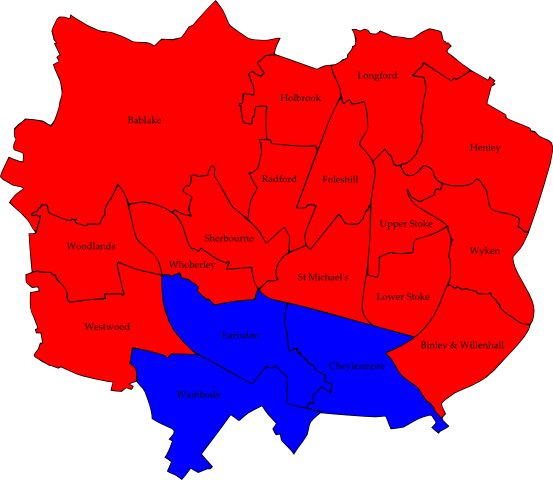 Longford
Holbrook
Bablake
Henley
Radford
Foleshill
Upper Stoke
Sherbourne
Woodlands
Wyken
Whoberley
St Michael's
Lower Stoke
Westwood
Earlsdon
Binley & Willenhall
Cheylesmore
Wainbody